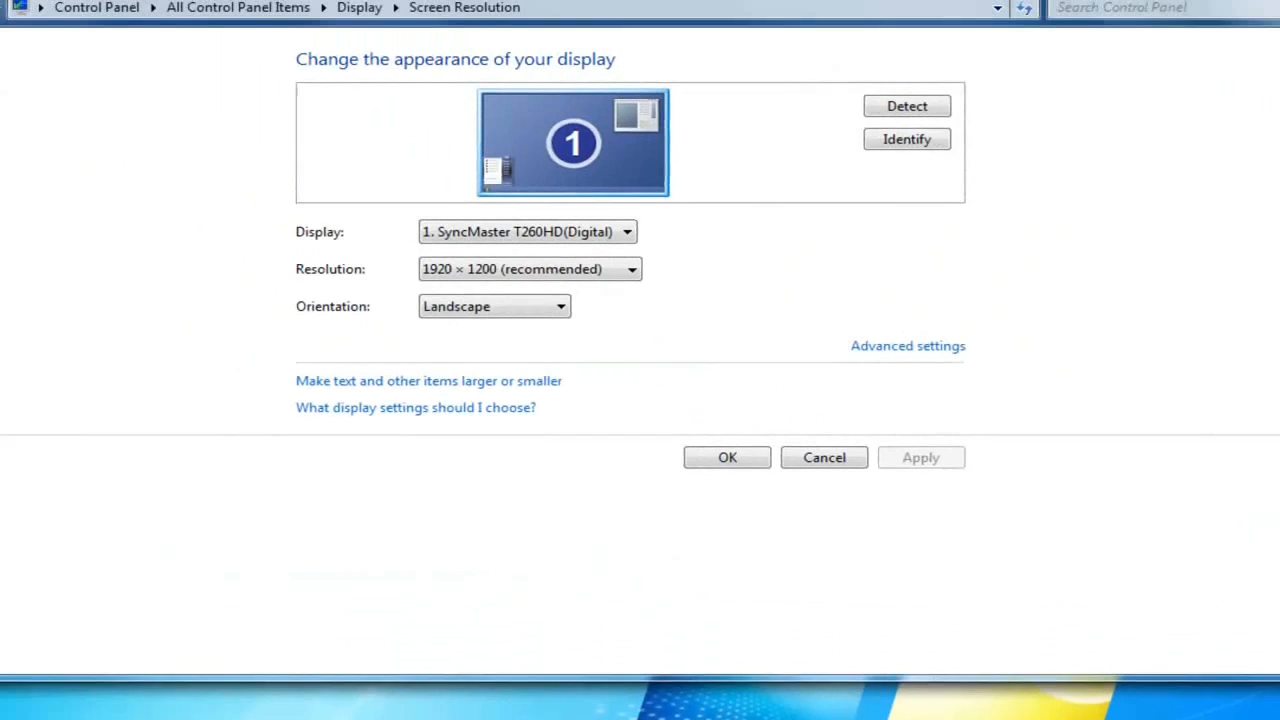 Control Panel ▸ All Control Panel Items ▸ Display ▸ Screen Resolution
Search Control Panel
Change the appearance of your display
1
Detect
Identify
Display: 1. SyncMaster T260HD(Digital)
Resolution: 1920 × 1200 (recommended)
Orientation: Landscape
Advanced settings
Make text and other items larger or smaller
What display settings should I choose?
OK Cancel Apply